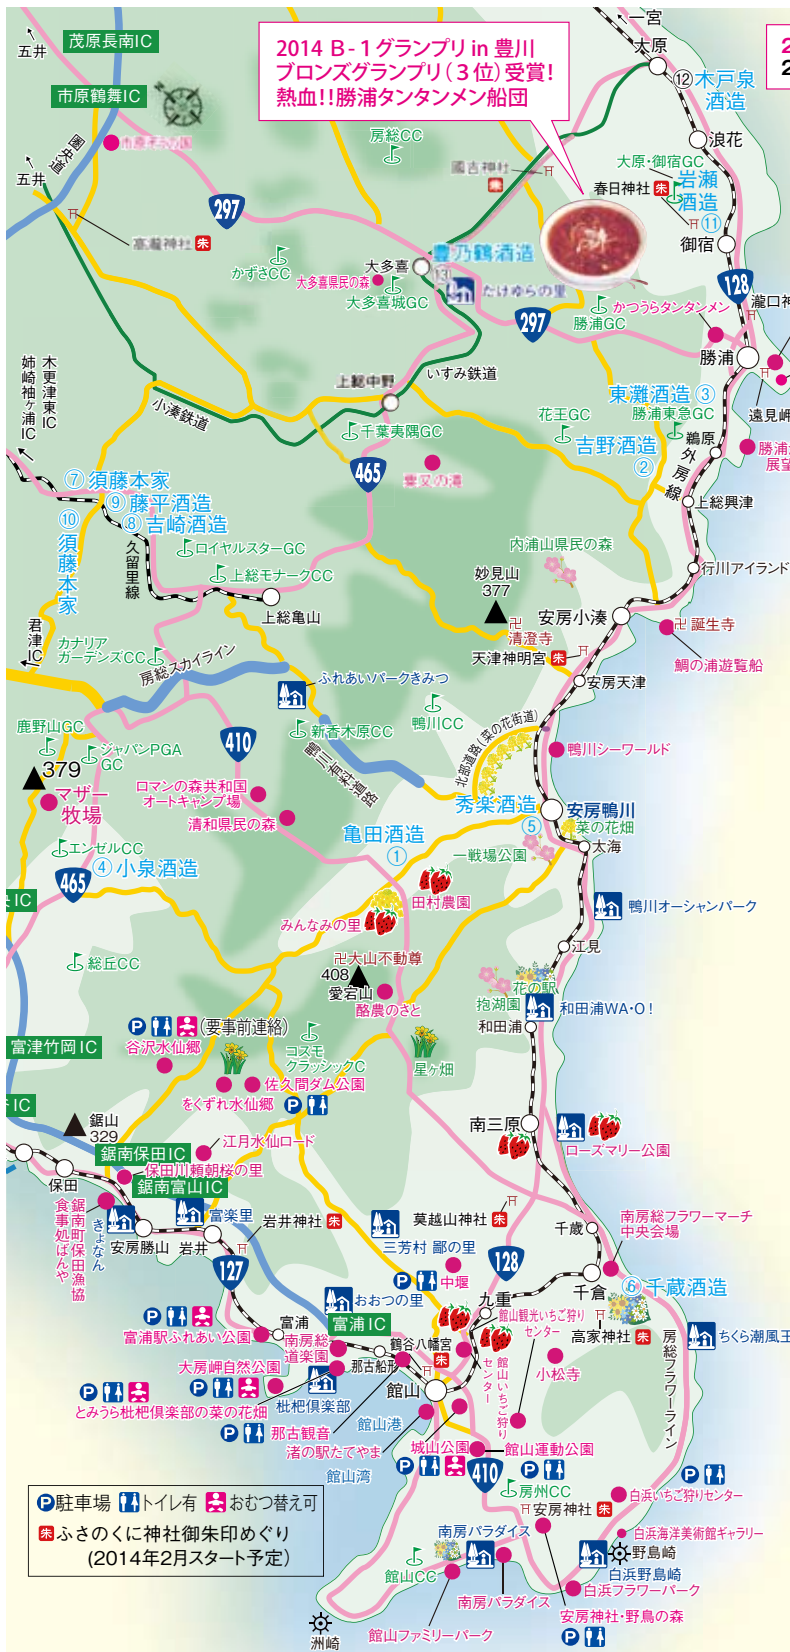 一宮
五井
茂原長南IC
2014 B-1グランプリ in 豊川
ブロンズグランプリ(3位)受賞!
熱血!!勝浦タンタンメン船団
大原
⑫木戸泉
酒造
市原鶴舞IC
浪花
圏央道
五井
房総CC
國吉神社
朱
大原・御宿GC
岩瀬
酒造
⑪
春日神社 朱
297
高瀧神社 朱
かずさCC
大多喜
豊乃鶴酒造
⑬
御宿
128
大多喜県民の森
大多喜城GC
たけゆらの里
297
勝浦GC
かつうらタンタンメン
瀧口神
勝浦
上総中野
いすみ鉄道
小湊鉄道
木更津東IC
姉崎袖ヶ浦IC
遠見岬
東灘酒造 ③
勝浦東急GC
花王GC
千葉夷隅GC
吉野酒造
②
鵜原
外房線
勝浦
展望
465
粟又の滝
⑦ 須藤本家
⑨ 藤平酒造
⑧ 吉崎酒造
⑩
須藤本家
久留里線
上総興津
ロイヤルスターGC
上総モナークCC
内浦山県民の森
妙見山
377
行川アイランド
上総亀山
安房小湊
君津IC
カナリア
ガーデンズCC
房総スカイライン
卍
清澄寺
卍 誕生寺
天津神明宮 朱
鯛の浦遊覧船
安房天津
ふれあいパークきみつ
鹿野山GC
ジャパンPGA
GC
410
新香木原CC
鴨川CC
鴨川有料道路
北部道路(菜の花街道)
鴨川シーワールド
379
マザー
牧場
ロマンの森共和国
オートキャンプ場
清和県民の森
秀楽酒造
⑤
安房鴨川
菜の花畑
亀田酒造
①
太海
エンゼルCC
④ 小泉酒造
一戦場公園
465
IC
田村農園
鴨川オーシャンパーク
みんなみの里
総丘CC
卍大山不動尊
408
愛宕山
酪農のさと
江見
花の駅
抱湖園
和田浦WA・O!
和田浦
P (要事前連絡)
谷沢水仙郷
富津竹岡IC
コスモ
クラッシックC
星ヶ畑
佐久間ダム公園
をくずれ水仙郷
P
IC
鋸山
329
南三原
ローズマリー公園
鋸南保田IC
江月水仙ロード
保田
保田川頼朝桜の里
鋸南富山IC
鋸南町保田漁協
食事処ばんや
きょなん
富楽里
岩井神社 朱
安房勝山
岩井
莫越山神社 朱
三芳村 鄙の里
千歳
南房総フラワーマーチ
中央会場
127
128
P
中堰
千倉
⑥ 千蔵酒造
おおつの里
九重
富浦
富浦IC
館山観光いちご狩り
センター
高家神社 朱
ちくら潮風王
P
富浦駅ふれあい公園
南房総
道楽園
鶴谷八幡宮
朱
那古船形
館山いちご狩り
センター
小松寺
房総フラワーライン
大房岬自然公園
P
P
とみうら枇杷倶楽部の菜の花畑
枇杷倶楽部
館山
P
那古観音
館山港
渚の駅たてやま
館山湾
城山公園
P
館山運動公園
P
410
房州CC
P
白浜いちご狩りセンター
安房神社 朱
白浜海洋美術館ギャラリー
P駐車場 トイレ有 おむつ替え可
朱 ふさのくに神社御朱印めぐり
(2014年2月スタート予定)
南房パラダイス
野島崎
白浜野島崎
館山CC
南房パラダイス
白浜フラワーパーク
館山ファミリーパーク
安房神社・野鳥の森
P
洲崎